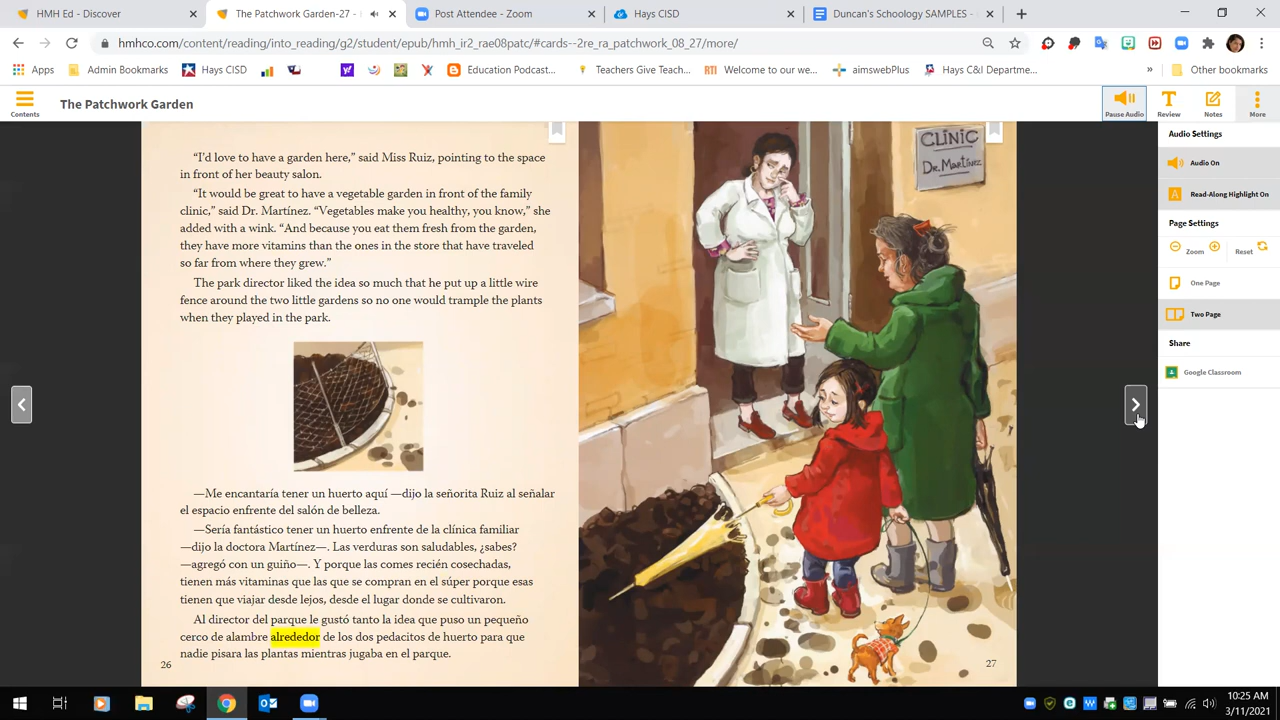 HMH Ed - Discover
The Patchwork Garden-27 -
Post Attendee - Zoom
Hays CISD
Duncan's Schoology SAMPLES -
hmhco.com/content/reading/into_reading/g2/student/epub/hmh_ir2_rae08patc/#cards--2re_ra_patchwork_08_27/more/
Apps
Admin Bookmarks
Hays CISD
Education Podcast...
Teachers Give Teach...
RTI Welcome to our we...
aimswebPlus
Hays C&I Departme...
»
Other bookmarks
Contents
The Patchwork Garden
Pause Audio
Review
Notes
More
“I’d love to have a garden here,” said Miss Ruiz, pointing to the space
in front of her beauty salon.
“It would be great to have a vegetable garden in front of the family
clinic,” said Dr. Martínez. “Vegetables make you healthy, you know,” she
added with a wink. “And because you eat them fresh from the garden,
they have more vitamins than the ones in the store that have traveled
so far from where they grew.”
The park director liked the idea so much that he put up a little wire
fence around the two little gardens so no one would trample the plants
when they played in the park.
—Me encantaría tener un huerto aquí —dijo la señorita Ruiz al señalar
el espacio enfrente del salón de belleza.
—Sería fantástico tener un huerto enfrente de la clínica familiar
—dijo la doctora Martínez—. Las verduras son saludables, ¿sabes?
—agregó con un guiño—. Y porque las comes recién cosechadas,
tienen más vitaminas que las que se compran en el súper porque esas
tienen que viajar desde lejos, desde el lugar donde se cultivaron.
Al director del parque le gustó tanto la idea que puso un pequeño
cerco de alambre alrededor de los dos pedacitos de huerto para que
nadie pisara las plantas mientras jugaba en el parque.
26
CLÍNIC
DR. MARTÍNEZ
27
Audio Settings
Audio On
Read-Along Highlight On
Page Settings
Zoom
Reset
One Page
Two Page
Share
Google Classroom
10:25 AM
3/11/2021